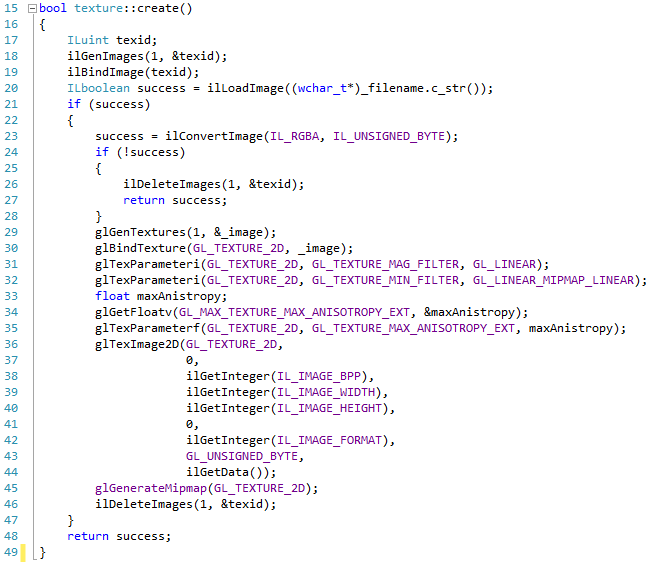 15 bool texture::create()
16 {
17     ILuint texid;
18     ilGenImages(1, &texid);
19     ilBindImage(texid);
20     ILboolean success = ilLoadImage((wchar_t*)_filename.c_str());
21     if (success)
22     {
23         success = ilConvertImage(IL_RGBA, IL_UNSIGNED_BYTE);
24         if (!success)
25         {
26             ilDeleteImages(1, &texid);
27             return success;
28         }
29         glGenTextures(1, &_image);
30         glBindTexture(GL_TEXTURE_2D, _image);
31         glTexParameteri(GL_TEXTURE_2D, GL_TEXTURE_MAG_FILTER, GL_LINEAR);
32         glTexParameteri(GL_TEXTURE_2D, GL_TEXTURE_MIN_FILTER, GL_LINEAR_MIPMAP_LINEAR);
33         float maxAnistropy;
34         glGetFloatv(GL_MAX_TEXTURE_MAX_ANISOTROPY_EXT, &maxAnistropy);
35         glTexParameterf(GL_TEXTURE_2D, GL_TEXTURE_MAX_ANISOTROPY_EXT, maxAnistropy);
36         glTexImage2D(GL_TEXTURE_2D,
37                      0,
38                      ilGetInteger(IL_IMAGE_BPP),
39                      ilGetInteger(IL_IMAGE_WIDTH),
40                      ilGetInteger(IL_IMAGE_HEIGHT),
41                      0,
42                      ilGetInteger(IL_IMAGE_FORMAT),
43                      GL_UNSIGNED_BYTE,
44                      ilGetData());
45         glGenerateMipmap(GL_TEXTURE_2D);
46         ilDeleteImages(1, &texid);
47     }
48     return success;
49 }